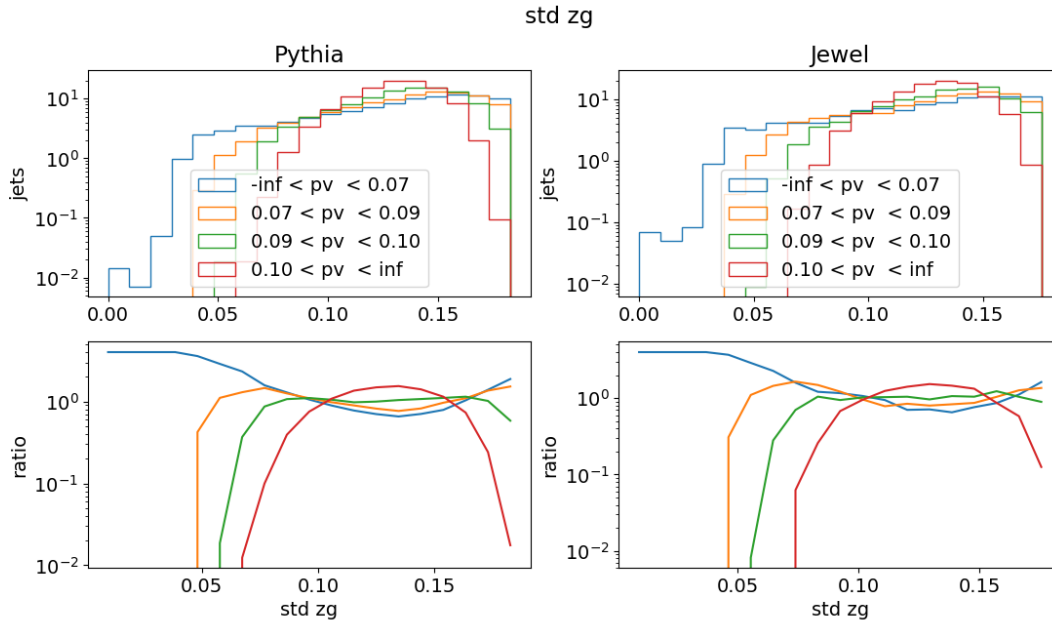 std zg
Pythia
Jewel
jets
10¹
10⁰
10⁻¹
10⁻²
-inf < pv < 0.07
0.07 < pv < 0.09
0.09 < pv < 0.10
0.10 < pv < inf
0.00 0.05 0.10 0.15
jets
10¹
10⁰
10⁻¹
10⁻²
-inf < pv < 0.07
0.07 < pv < 0.09
0.09 < pv < 0.10
0.10 < pv < inf
0.00 0.05 0.10 0.15
ratio
10⁰
10⁻¹
10⁻²
0.05 0.10 0.15
std zg
ratio
10⁰
10⁻¹
10⁻²
0.05 0.10 0.15
std zg